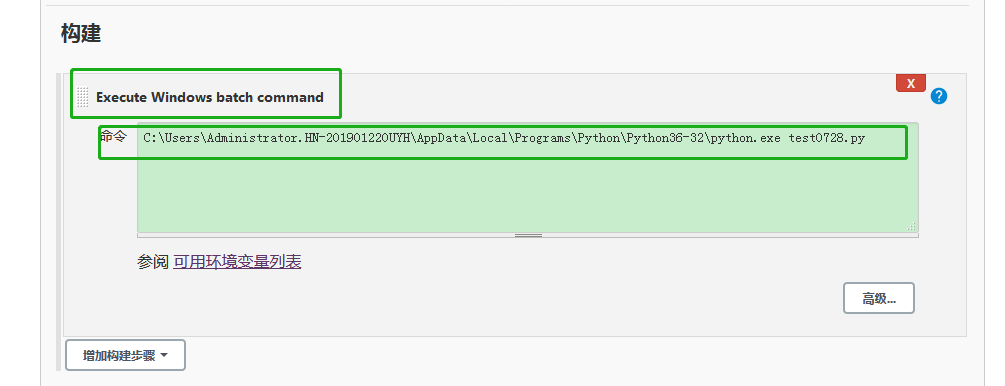 构建
Execute Windows batch command
X
?
命令
C:\Users\Administrator.HN-201901220UYH\AppData\Local\Programs\Python\Python36-32\python.exe test0728.py
参阅 可用环境变量列表
高级...
增加构建步骤